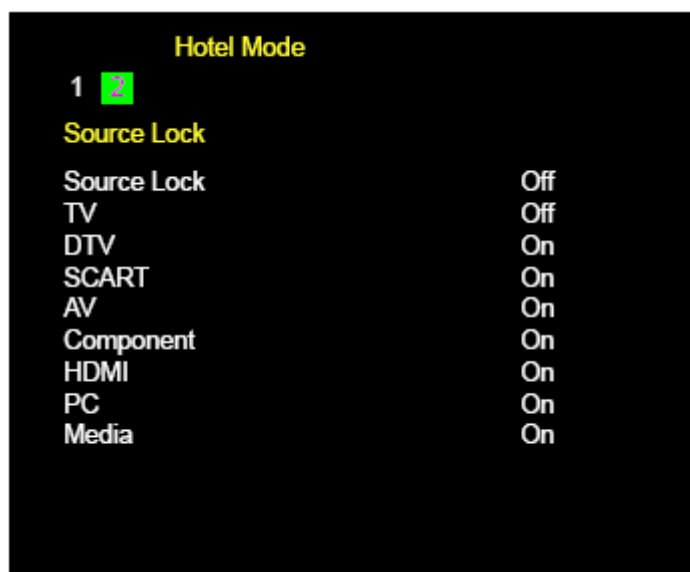 Hotel Mode
1 2
Source Lock
Source Lock Off
TV Off
DTV On
SCART On
AV On
Component On
HDMI On
PC On
Media On